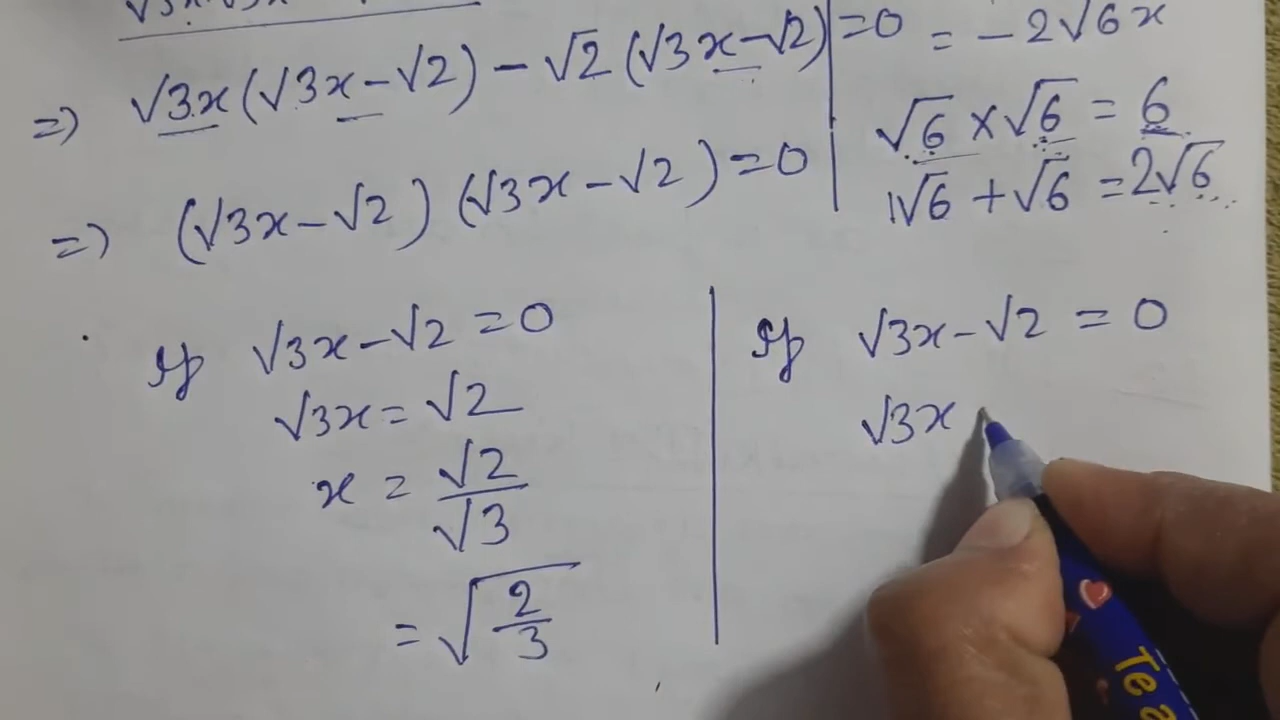 =) √3x (√3x - √2) - √2 (√3x - √2) = 0
=) (√3x - √2) (√3x - √2) = 0
If √3x - √2 = 0
√3x = √2
x = √2/√3
= √(2/3)
= - 2√6x
√6 × √6 = 6
1√6 + √6 = 2√6
If √3x - √2 = 0
√3x